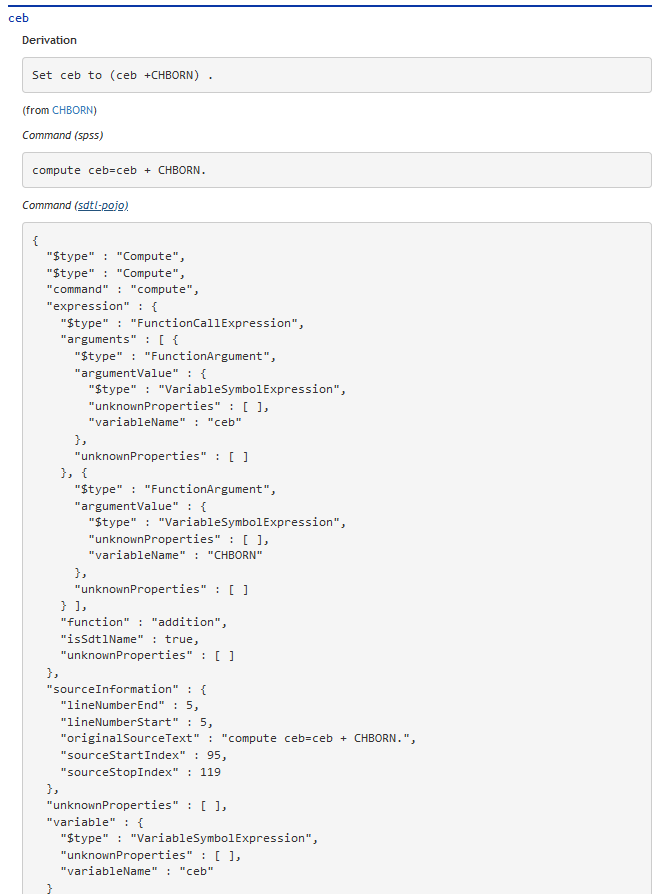 ceb
Derivation
Set ceb to (ceb +CHBORN) .
(from CHBORN)
Command (spss)
compute ceb=ceb + CHBORN.
Command (sdtl-pojo)
{
  "$type" : "Compute",
  "$type" : "Compute",
  "command" : "compute",
  "expression" : {
    "$type" : "FunctionCallExpression",
    "arguments" : [ {
      "$type" : "FunctionArgument",
      "argumentValue" : {
        "$type" : "VariableSymbolExpression",
        "unknownProperties" : [ ],
        "variableName" : "ceb"
      },
      "unknownProperties" : [ ]
    }, {
      "$type" : "FunctionArgument",
      "argumentValue" : {
        "$type" : "VariableSymbolExpression",
        "unknownProperties" : [ ],
        "variableName" : "CHBORN"
      },
      "unknownProperties" : [ ]
    } ],
    "function" : "addition",
    "isSdtlName" : true,
    "unknownProperties" : [ ]
  },
  "sourceInformation" : {
    "lineNumberEnd" : 5,
    "lineNumberStart" : 5,
    "originalSourceText" : "compute ceb=ceb + CHBORN.",
    "sourceStartIndex" : 95,
    "sourceStopIndex" : 119
  },
  "unknownProperties" : [ ],
  "variable" : {
    "$type" : "VariableSymbolExpression",
    "unknownProperties" : [ ],
    "variableName" : "ceb"
  }